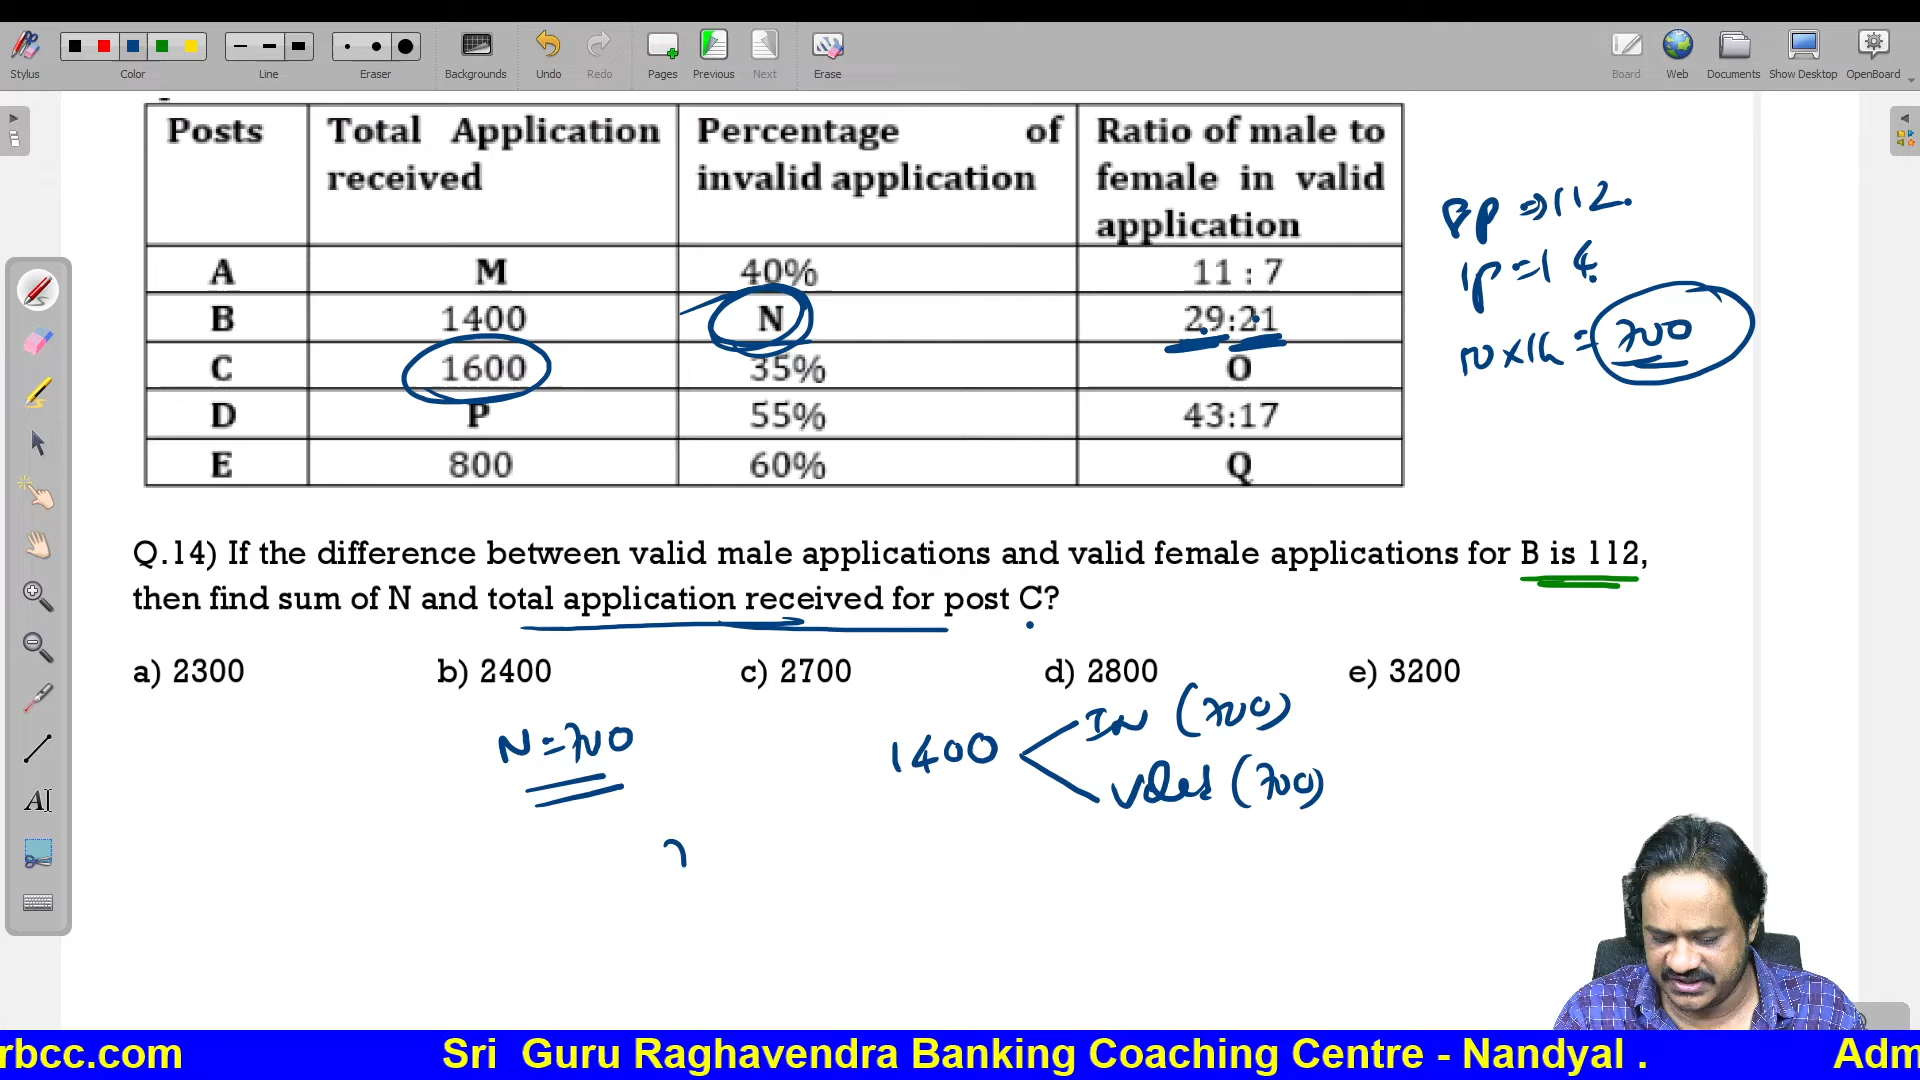 Stylus
Color
Line
Eraser
Backgrounds
Undo
Redo
Pages
Previous
Next
Erase
Board
Web
Documents
Show Desktop
OpenBoard
Posts Total Application received Percentage of invalid application Ratio of male to female in valid application
A M 40% 11 : 7
B 1400 N 29:21
C 1600 35% O
D P 55% 43:17
E 800 60% Q
8p ⇒ 112.
1p = 14
= 700
Q.14) If the difference between valid male applications and valid female applications for B is 112,
then find sum of N and total application received for post C?
a) 2300 b) 2400 c) 2700 d) 2800 e) 3200
N = 700
1400
IN (700)
(700)
rbcc.com Sri Guru Raghavendra Banking Coaching Centre - Nandyal . Adm